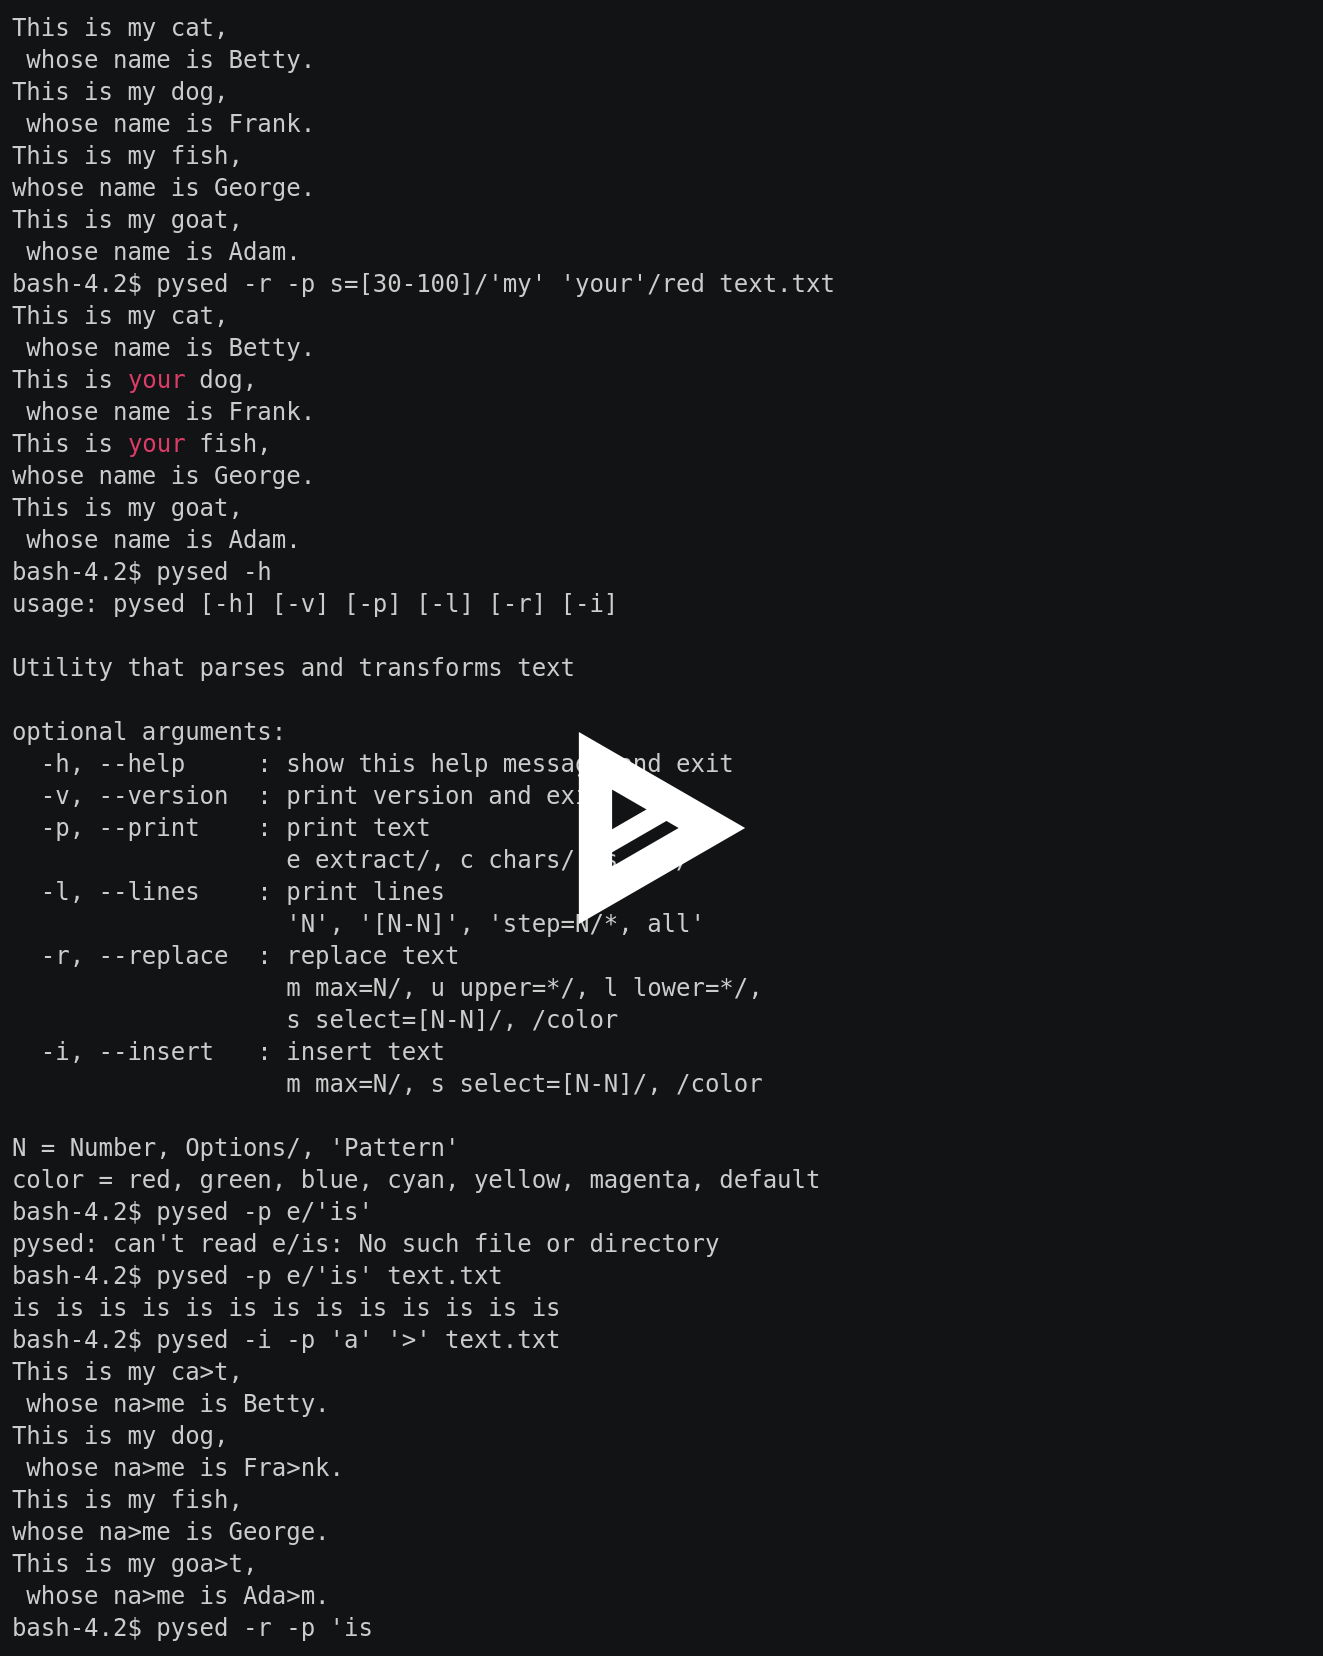 This is my cat,
 whose name is Betty.
This is my dog,
 whose name is Frank.
This is my fish,
whose name is George.
This is my goat,
 whose name is Adam.
bash-4.2$ pysed -r -p s=[30-100]/'my' 'your'/red text.txt
This is my cat,
 whose name is Betty.
This is your dog,
 whose name is Frank.
This is your fish,
whose name is George.
This is my goat,
 whose name is Adam.
bash-4.2$ pysed -h
usage: pysed [-h] [-v] [-p] [-l] [-r] [-i]

Utility that parses and transforms text

optional arguments:
  -h, --help     : show this help message and exit
  -v, --version  : print version and exit
  -p, --print    : print text
                   e extract/, c chars/
  -l, --lines    : print lines
                   'N', '[N-N]', 'step=N/*, all'
  -r, --replace  : replace text
                   m max=N/, u upper=*/, l lower=*/,
                   s select=[N-N]/, /color
  -i, --insert   : insert text
                   m max=N/, s select=[N-N]/, /color

N = Number, Options/, 'Pattern'
color = red, green, blue, cyan, yellow, magenta, default
bash-4.2$ pysed -p e/'is'
pysed: can't read e/is: No such file or directory
bash-4.2$ pysed -p e/'is' text.txt
is is is is is is is is is is is is is
bash-4.2$ pysed -i -p 'a' '>' text.txt
This is my ca>t,
 whose na>me is Betty.
This is my dog,
 whose na>me is Fra>nk.
This is my fish,
whose na>me is George.
This is my goa>t,
 whose na>me is Ada>m.
bash-4.2$ pysed -r -p 'is